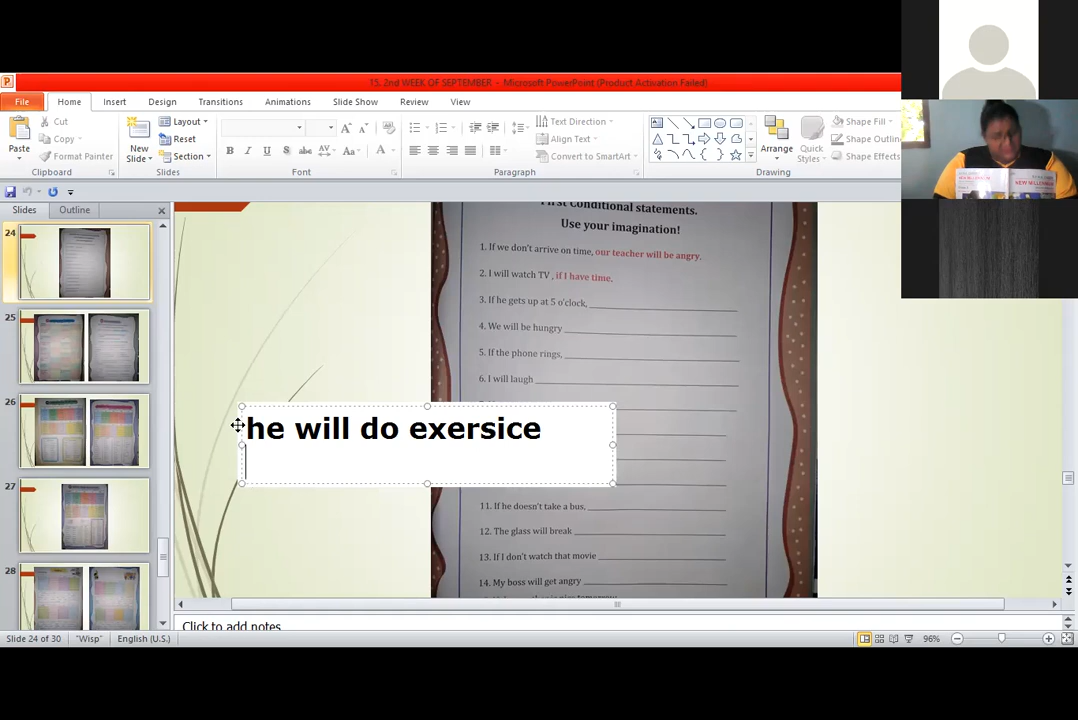 15. 2nd WEEK OF SEPTEMBER - Microsoft PowerPoint (Product Activation Failed)
File Home Insert Design Transitions Slide Show Animations Review View
Paste
Cut
Copy
Format Painter
Clipboard
New Slide
Layout
Reset
Section
Slides
Font
Text Direction
Align Text
Convert to SmartArt
Paragraph
Arrange
Quick Styles
Shape Fill
Shape Outline
Shape Effects
Drawing
NEW MILLENNIUM
Slides Outline
24
25
26
27
28
First Conditional statements.
Use your imagination!
1. If we don't arrive on time, our teacher will be angry.
2. I will watch TV , if I have time.
3. If he gets up at 5 o'clock,
4. We will be hungry
5. If the phone rings,
6. I will laugh
he will do exersice
11. If he doesn't take a bus,
12. The glass will break
13. If I don't watch that movie
14. My boss will get angry
Click to add notes
Slide 24 of 30 "Wisp" English (U.S.) 96%